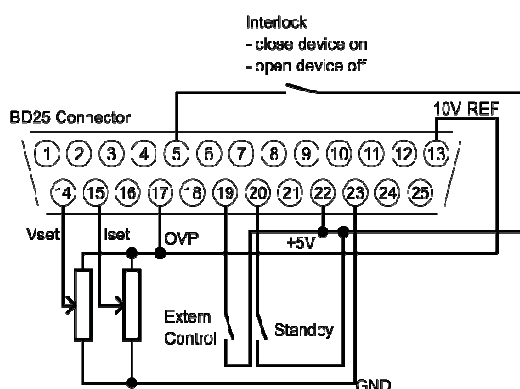 Interlock
- close device on
- open device off
BD25 Connector
10V REF
1 2 3 4 5 6 7 8 9 10 11 12 13
14 15 16 17 18 19 20 21 22 23 24 25
Vset
Iset
OVP
+5V
Extern
Control
Standby
GND